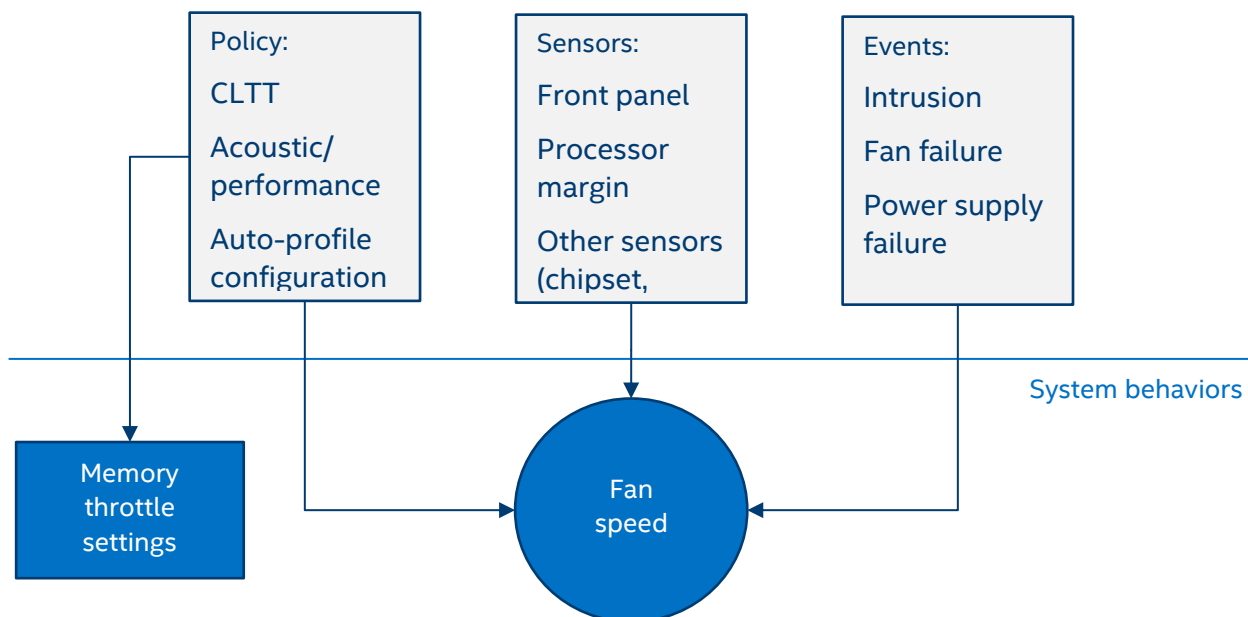 Policy:
CLTT
Acoustic/
performance
Auto-profile
configuration
Sensors:
Front panel
Processor
margin
Other sensors
(chipset,
Events:
Intrusion
Fan failure
Power supply
failure
System behaviors
Memory
throttle
settings
Fan
speed